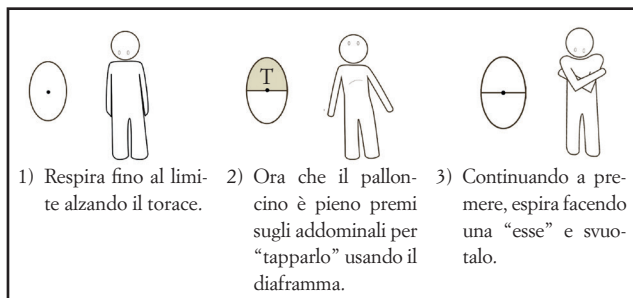 T
1) Respira fino al limi-
te alzando il torace.
2) Ora che il pallon-
cino è pieno premi
sugli addominali per
“tapparlo” usando il
diaframma.
3) Continuando a pre-
mere, espira facendo
una “esse” e svuo-
talo.